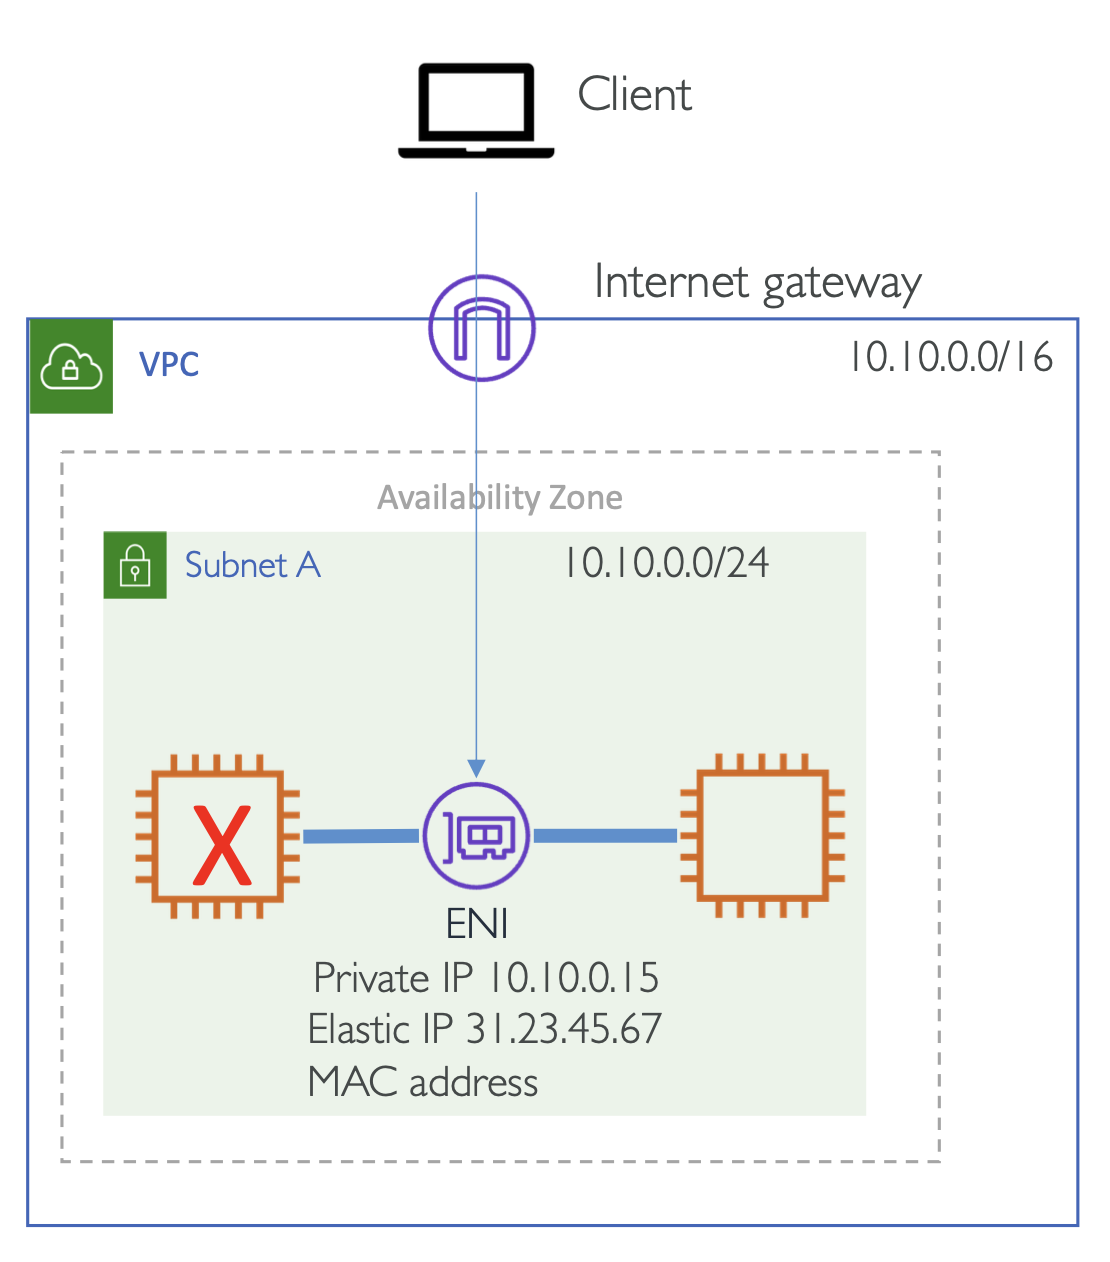 Client
Internet gateway
VPC
10.10.0.0/16
Availability Zone
Subnet A
10.10.0.0/24
X
ENI
Private IP 10.10.0.15
Elastic IP 31.23.45.67
MAC address